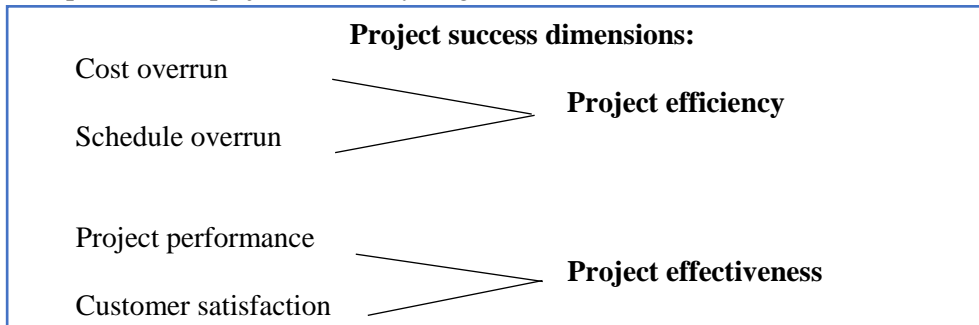 Project success dimensions:
Cost overrun
Project efficiency
Schedule overrun
Project performance
Project effectiveness
Customer satisfaction